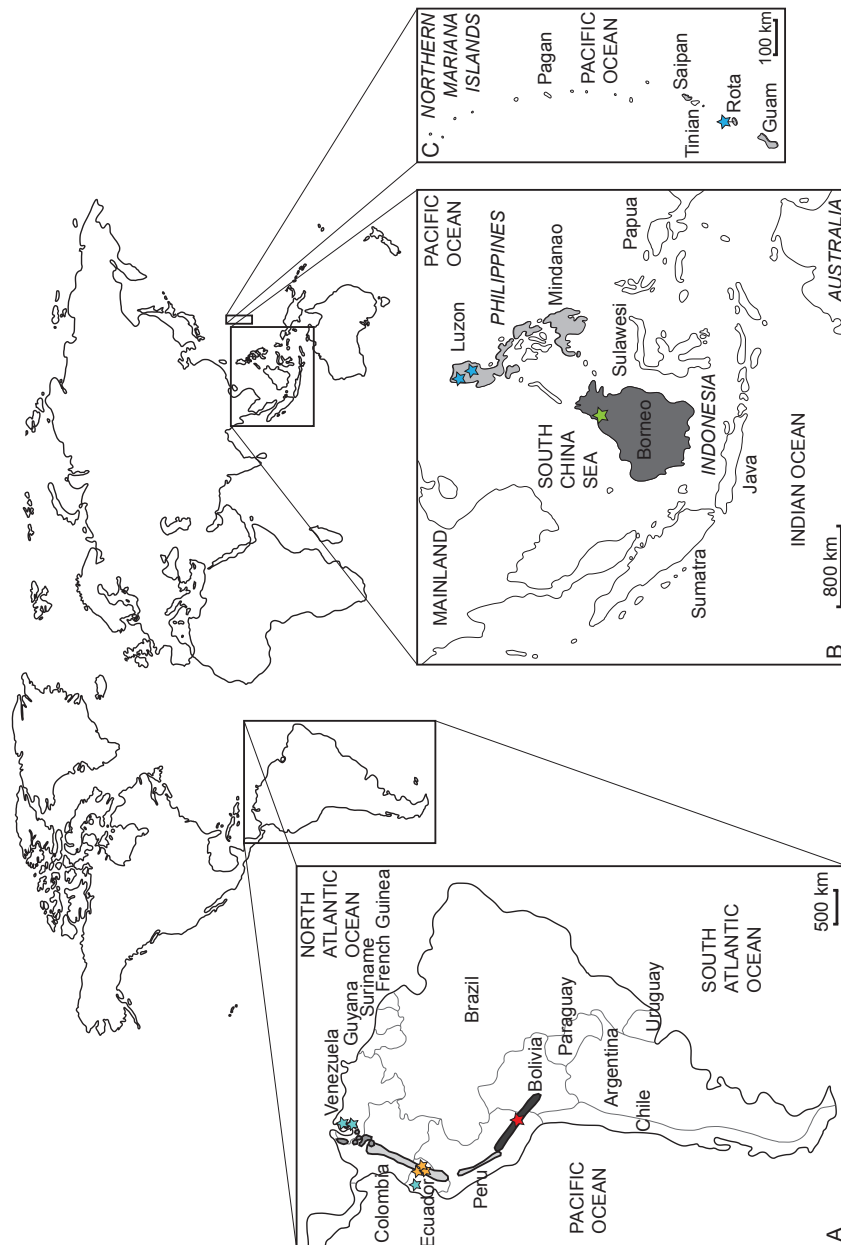 NORTH
ATLANTIC
OCEAN
Venezuela
Guyana
Suriname
French Guinea
Colombia
Ecuador
Brazil
Peru
Bolivia
PACIFIC
OCEAN
Paraguay
Argentina
Chile
Uruguay
SOUTH
ATLANTIC
OCEAN
A
500 km
PACIFIC
OCEAN
MAINLAND
Luzon
PHILIPPINES
SOUTH
CHINA
SEA
Mindanao
Borneo
Sulawesi
Papua
Sumatra
INDONESIA
Java
INDIAN OCEAN
AUSTRALIA
B
800 km
C
NORTHERN
MARIANA
ISLANDS
Pagan
PACIFIC
OCEAN
Tinian
Saipan
Rota
Guam
100 km